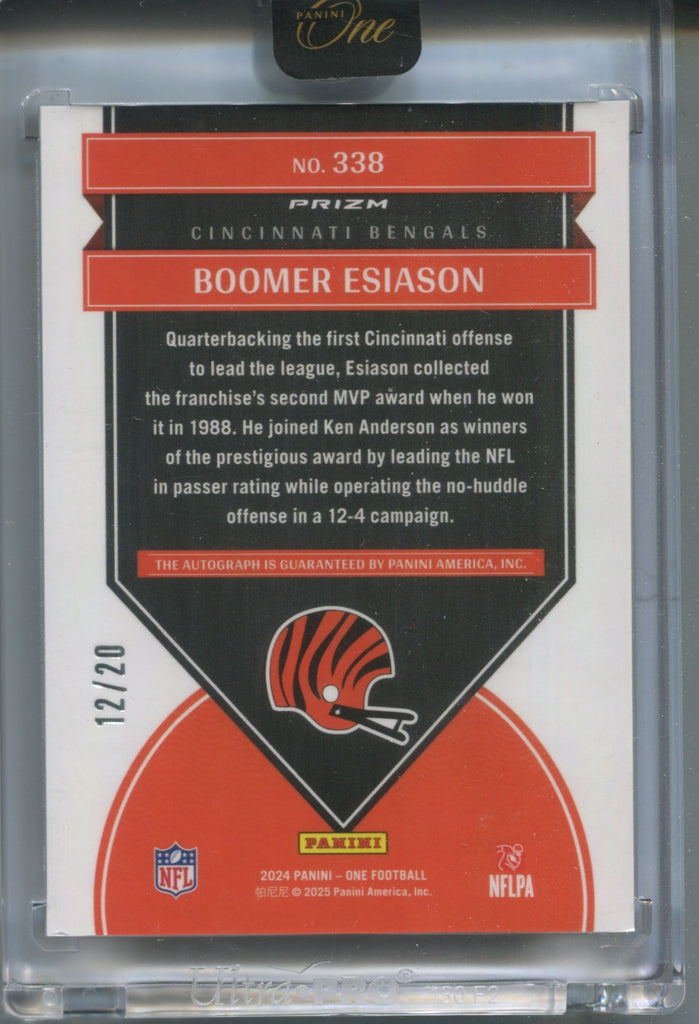 PANINI
One
NO. 338
PRIZM
CINCINNATI BENGALS
BOOMER ESIASON
Quarterbacking the first Cincinnati offense
to lead the league, Esiason collected
the franchise's second MVP award when he won
it in 1988. He joined Ken Anderson as winners
of the prestigious award by leading the NFL
in passer rating while operating the no-huddle
offense in a 12-4 campaign.
THE AUTOGRAPH IS GUARANTEED BY PANINI AMERICA, INC.
12/20
PANINI
NFL
2024 PANINI – ONE FOOTBALL
帕尼尼 © 2025 Panini America, Inc.
NFLPA
Ultra·PRO®